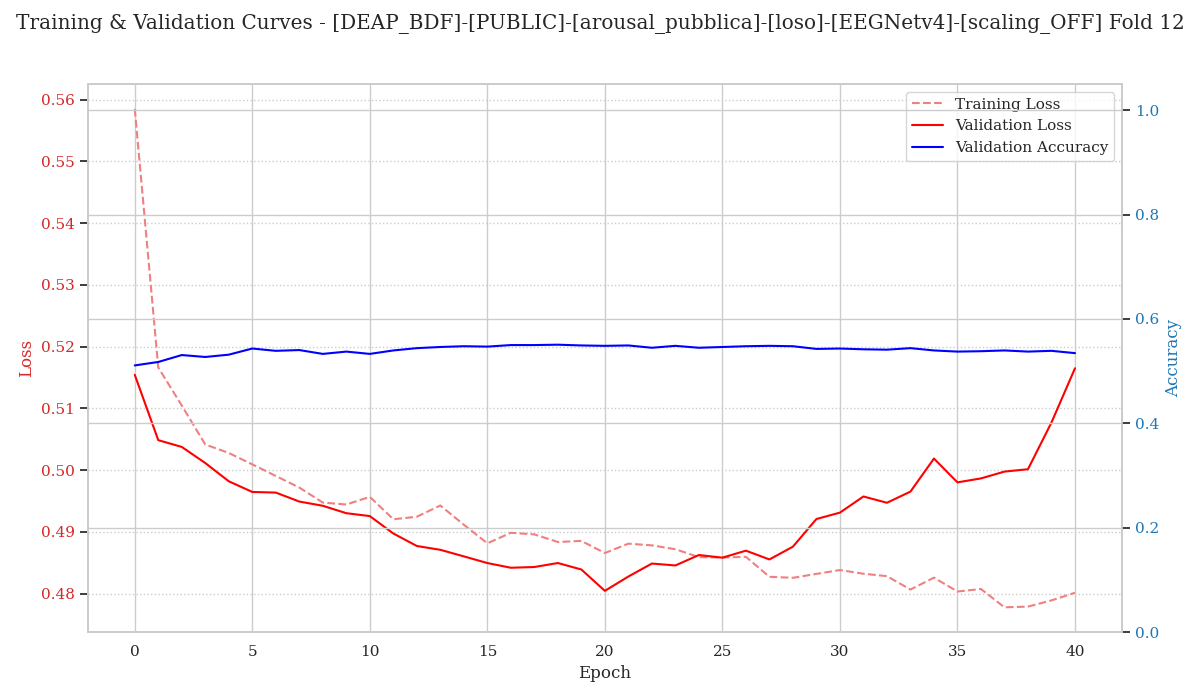 Training & Validation Curves - [DEAP_BDF]-[PUBLIC]-[arousal_pubblica]-[loso]-[EEGNetv4]-[scaling_OFF] Fold 12
Training Loss
Validation Loss
Validation Accuracy
Loss
0.56
0.55
0.54
0.53
0.52
0.51
0.50
0.49
0.48
1.0
0.8
0.6
0.4
0.2
0.0
Accuracy
0 5 10 15 20 25 30 35 40
Epoch